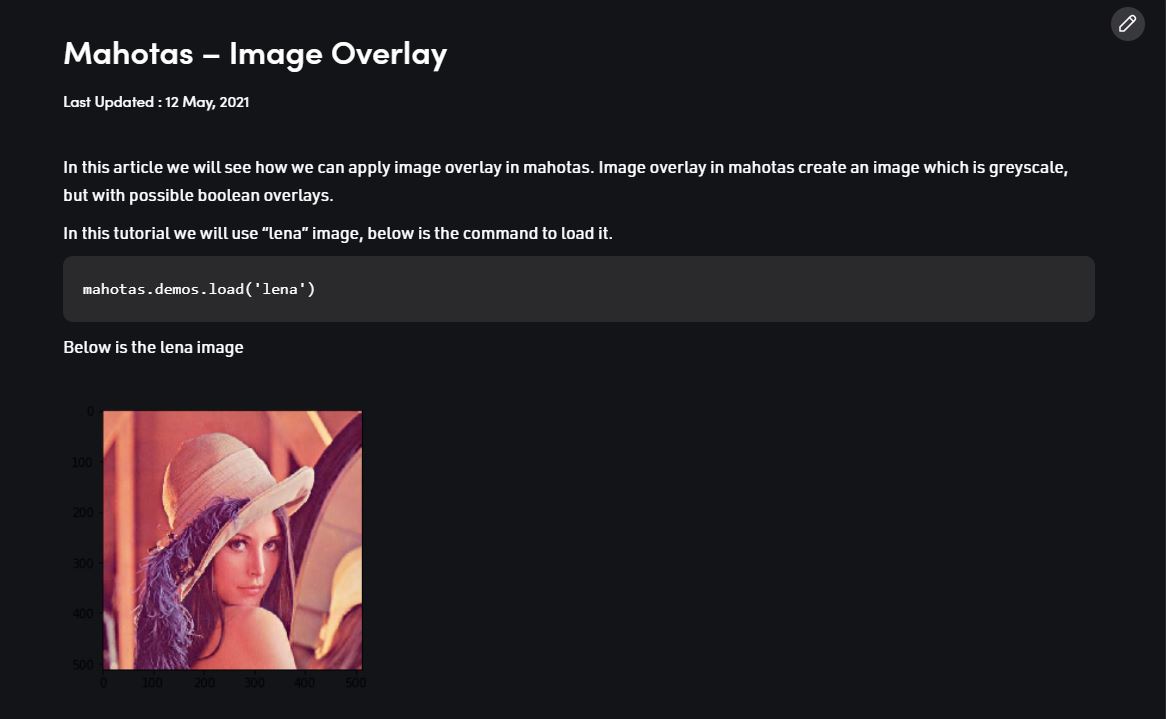 Mahotas – Image Overlay
Last Updated : 12 May, 2021
In this article we will see how we can apply image overlay in mahotas. Image overlay in mahotas create an image which is greyscale,
but with possible boolean overlays.
In this tutorial we will use “lena” image, below is the command to load it.
mahotas.demos.load('lena')
Below is the lena image
0
100
200
300
400
500
0 100 200 300 400 500